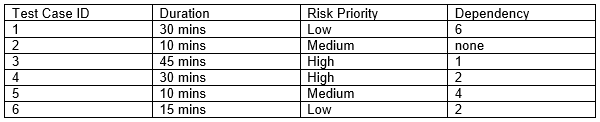 Test Case ID Duration Risk Priority Dependency
1 30 mins Low 6
2 10 mins Medium none
3 45 mins High 1
4 30 mins High 2
5 10 mins Medium 4
6 15 mins Low 2